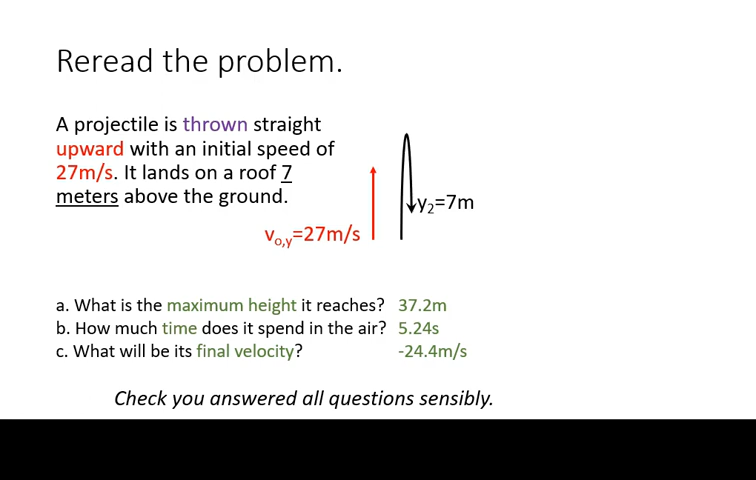 Reread the problem.
A projectile is thrown straight
upward with an initial speed of
27m/s. It lands on a roof 7
meters above the ground.
y₂=7m
v₀,y=27m/s
a. What is the maximum height it reaches? 37.2m
b. How much time does it spend in the air? 5.24s
c. What will be its final velocity? -24.4m/s
Check you answered all questions sensibly.